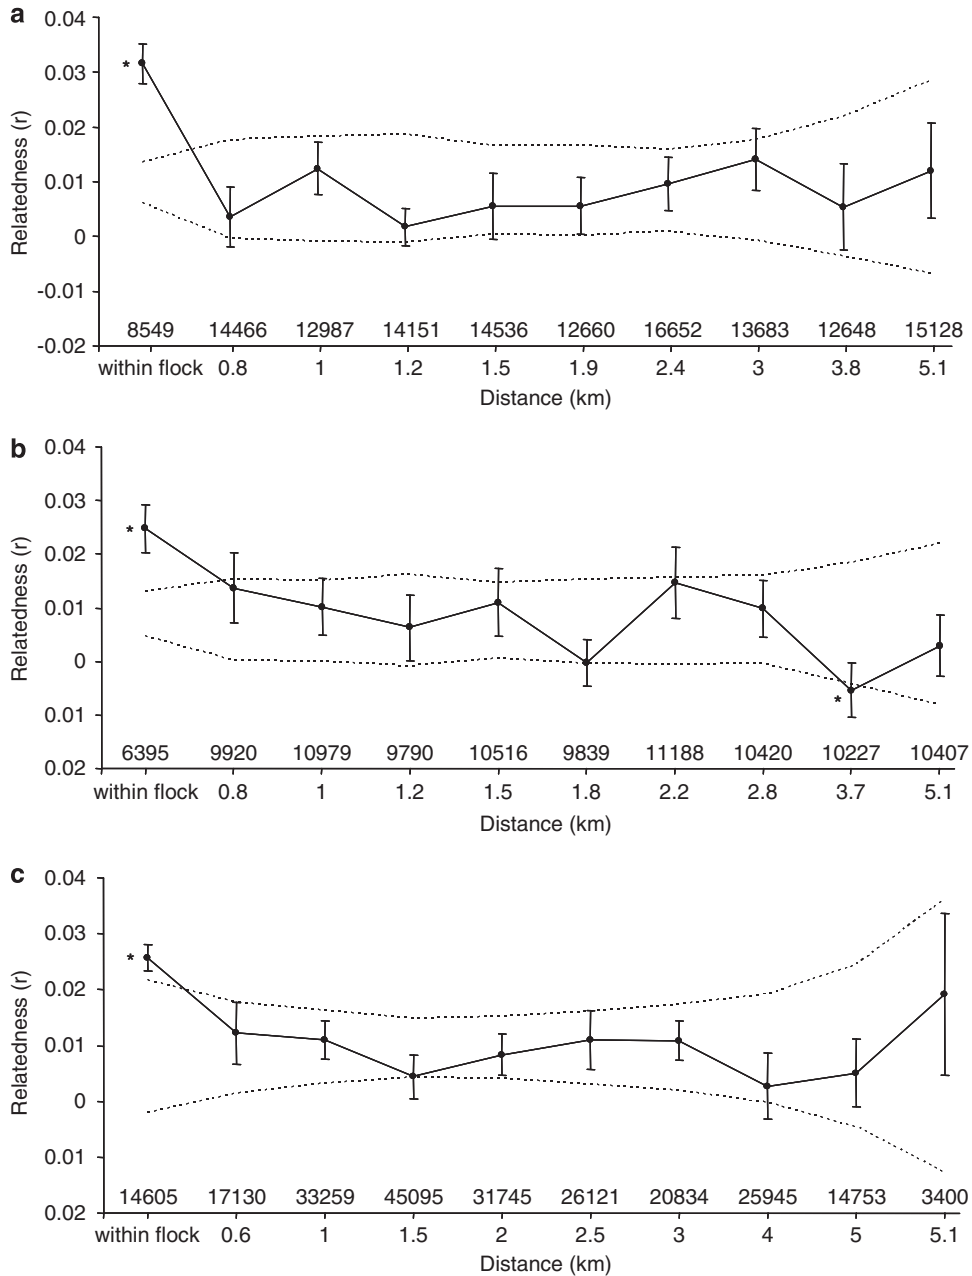 a
0.04
0.03
0.02
0.01
0
-0.01
-0.02
Relatedness (r)
*
8549 14466 12987 14151 14536 12660 16652 13683 12648 15128
within flock 0.8 1 1.2 1.5 1.9 2.4 3 3.8 5.1
Distance (km)
b
0.04
0.03
0.02
0.01
0
0.01
0.02
Relatedness (r)
*
*
6395 9920 10979 9790 10516 9839 11188 10420 10227 10407
within flock 0.8 1 1.2 1.5 1.8 2.2 2.8 3.7 5.1
Distance (km)
c
0.04
0.03
0.02
0.01
0
0.01
0.02
Relatedness (r)
*
14605 17130 33259 45095 31745 26121 20834 25945 14753 3400
within flock 0.6 1 1.5 2 2.5 3 4 5 5.1
Distance (km)